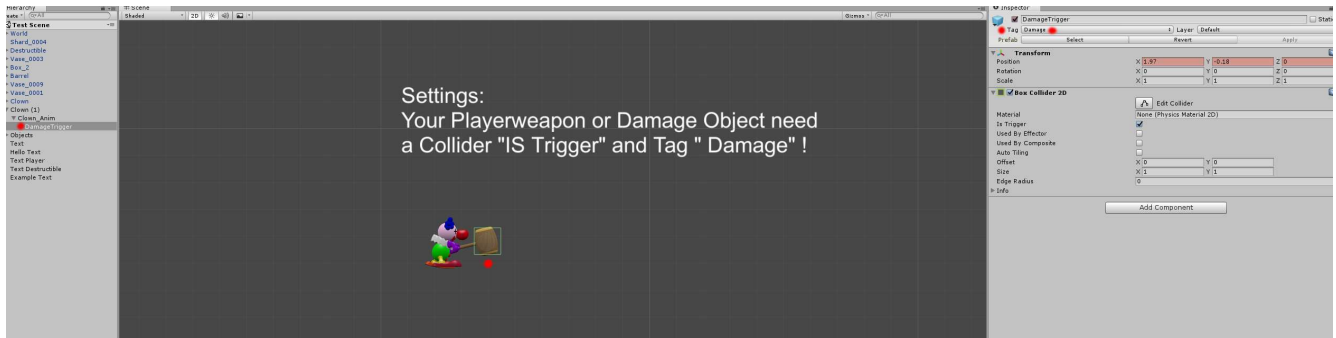 Hierarchy
eate * Q*All
Test Scene
World
Shard_0004
Destructible
Vase_0003
Box_2
Barrel
Vase_0009
Vase_0001
Clown
Clown (1)
Clown_Anim
DamageTrigger
Objects
Text
Hello Text
Text Player
Text Destructible
Example Text
Scene
Shaded 2D Gizmos Q*All
Settings:
Your Playerweapon or Damage Object need
a Collider "IS Trigger" and Tag " Damage" !
Inspector
DamageTrigger Stati
Tag Damage Layer Default
Prefab Select Revert Apply
Transform
Position X 1.97 Y -0.18 Z 0
Rotation X 0 Y 0 Z 0
Scale X 1 Y 1 Z 1
Box Collider 2D
Edit Collider
Material None (Physics Material 2D)
Is Trigger
Used By Effector
Used By Composite
Auto Tiling
Offset X 0 Y 0
Size X 1 Y 1
Edge Radius 0
Info
Add Component